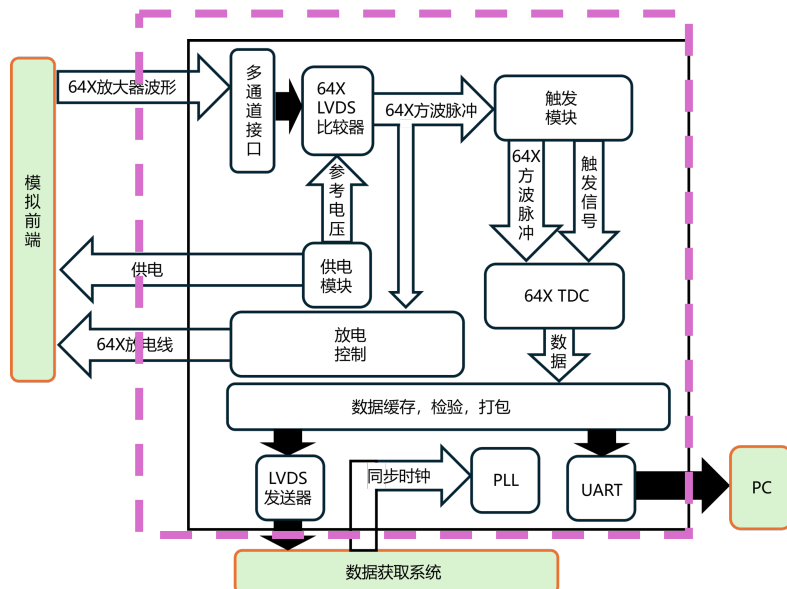 64X放大器波形
多
通
道
接
口
64X
LVDS
比较器
64X方波脉冲
触发
模块
模
拟
前
端
参
考
电
压
64X
方
波
脉
冲
触
发
信
号
供电
供电
模块
64X TDC
64X放电线
放电
控制
数
据
数据缓存，检验，打包
LVDS
发送器
同步时钟
PLL
UART
PC
数据获取系统